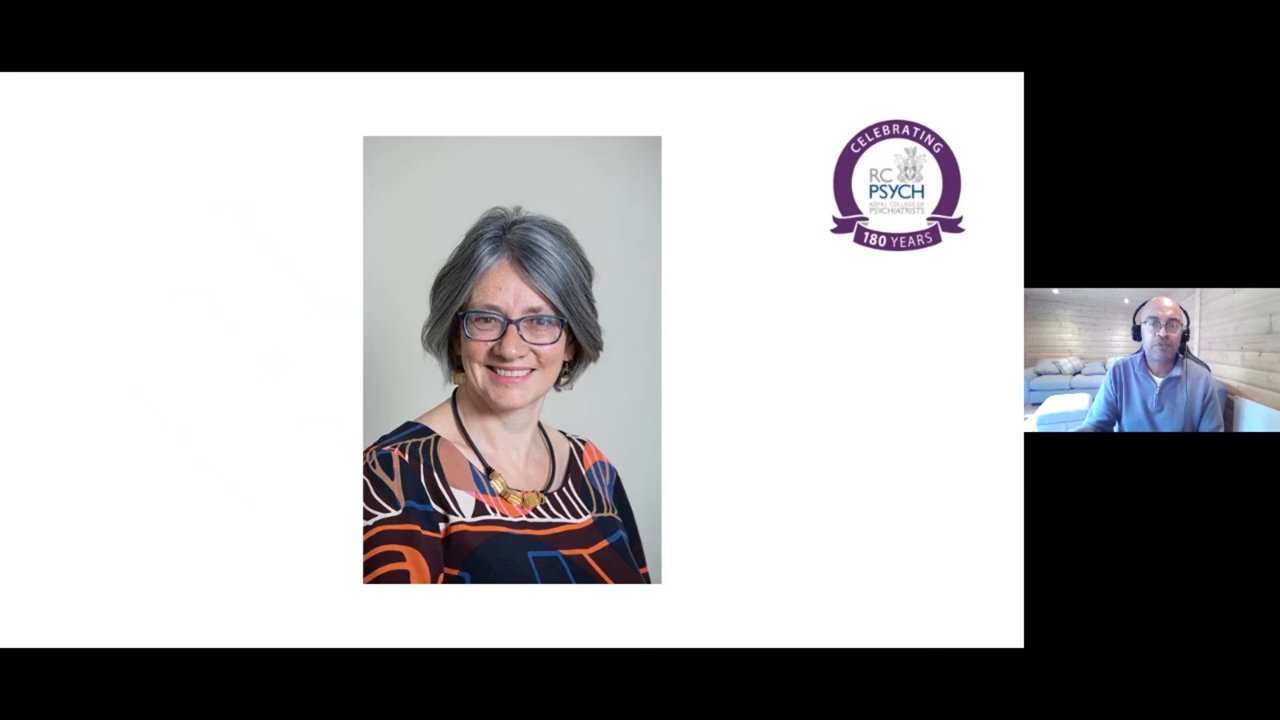 CELEBRATING
RC
PSYCH
ROYAL COLLEGE OF
PSYCHIATRISTS
180 YEARS